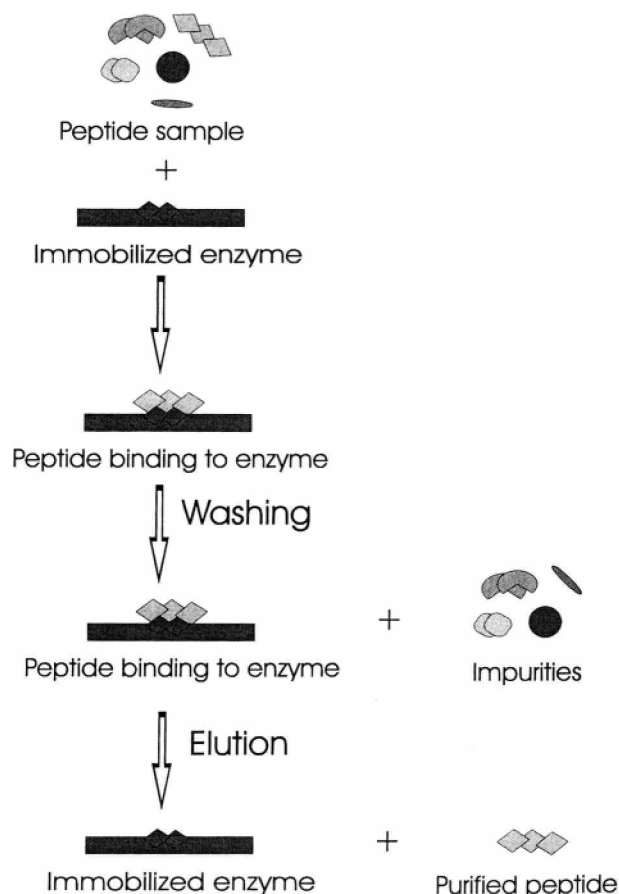 Peptide sample
+
Immobilized enzyme
Peptide binding to enzyme
Washing
Peptide binding to enzyme
+
Impurities
Elution
Immobilized enzyme
+
Purified peptide